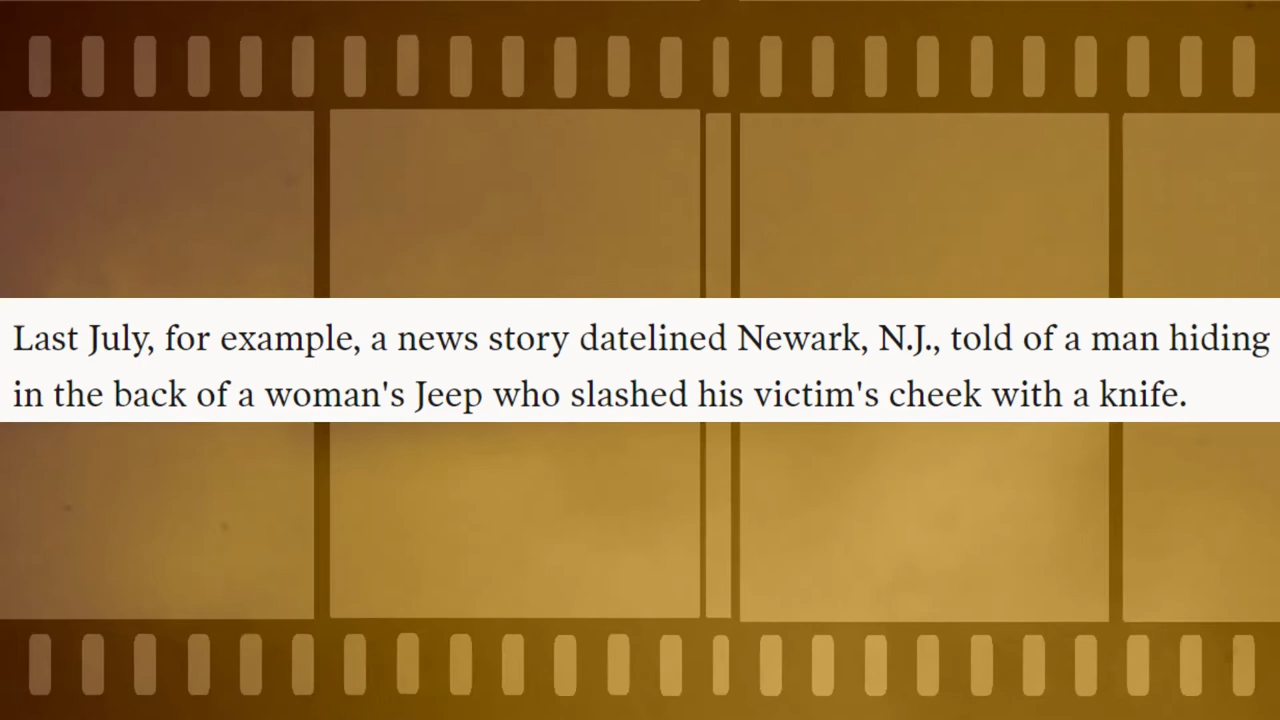 Last July, for example, a news story datelined Newark, N.J., told of a man hiding
in the back of a woman's Jeep who slashed his victim's cheek with a knife.